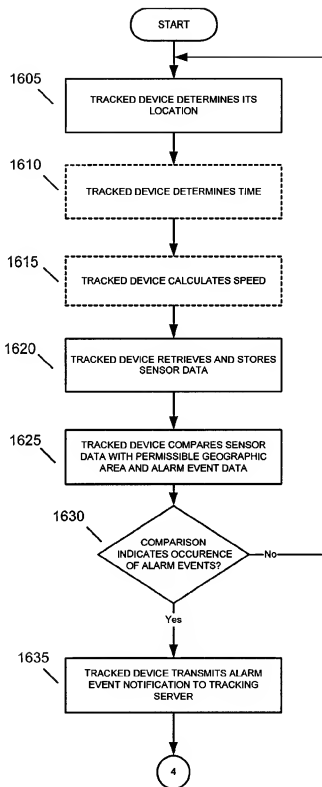 START
1605
TRACKED DEVICE DETERMINES ITS
LOCATION
1610
TRACKED DEVICE DETERMINES TIME
1615
TRACKED DEVICE CALCULATES SPEED
1620
TRACKED DEVICE RETRIEVES AND STORES
SENSOR DATA
1625
TRACKED DEVICE COMPARES SENSOR
DATA WITH PERMISSIBLE GEOGRAPHIC
AREA AND ALARM EVENT DATA
1630
COMPARISON
INDICATES OCCURENCE
OF ALARM EVENTS?
No
Yes
1635
TRACKED DEVICE TRANSMITS ALARM
EVENT NOTIFICATION TO TRACKING
SERVER
4